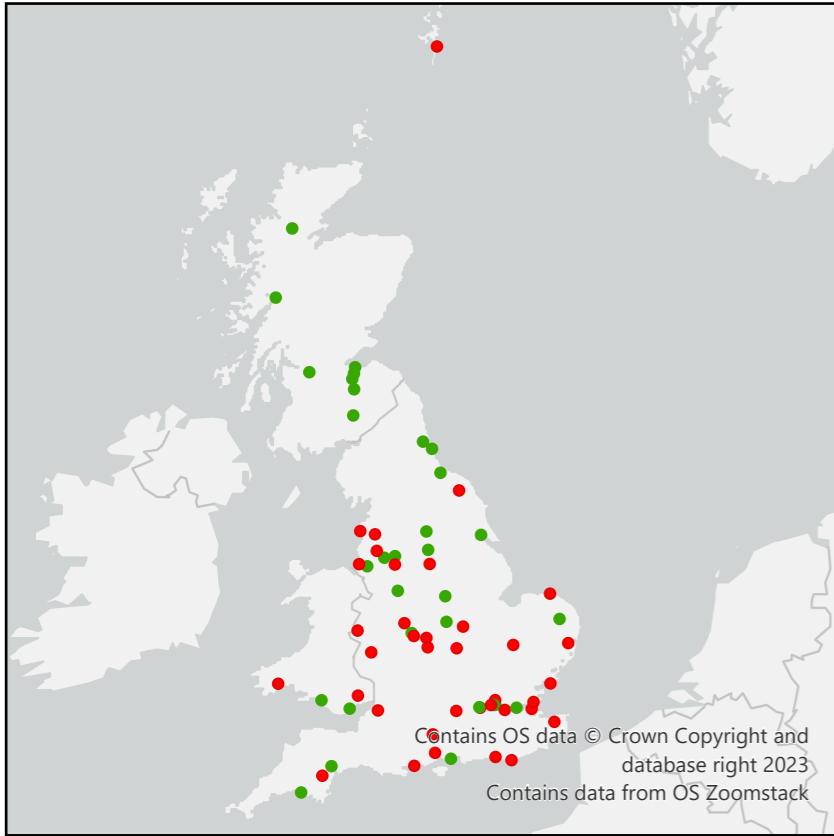 Contains OS data © Crown Copyright and
database right 2023
Contains data from OS Zoomstack